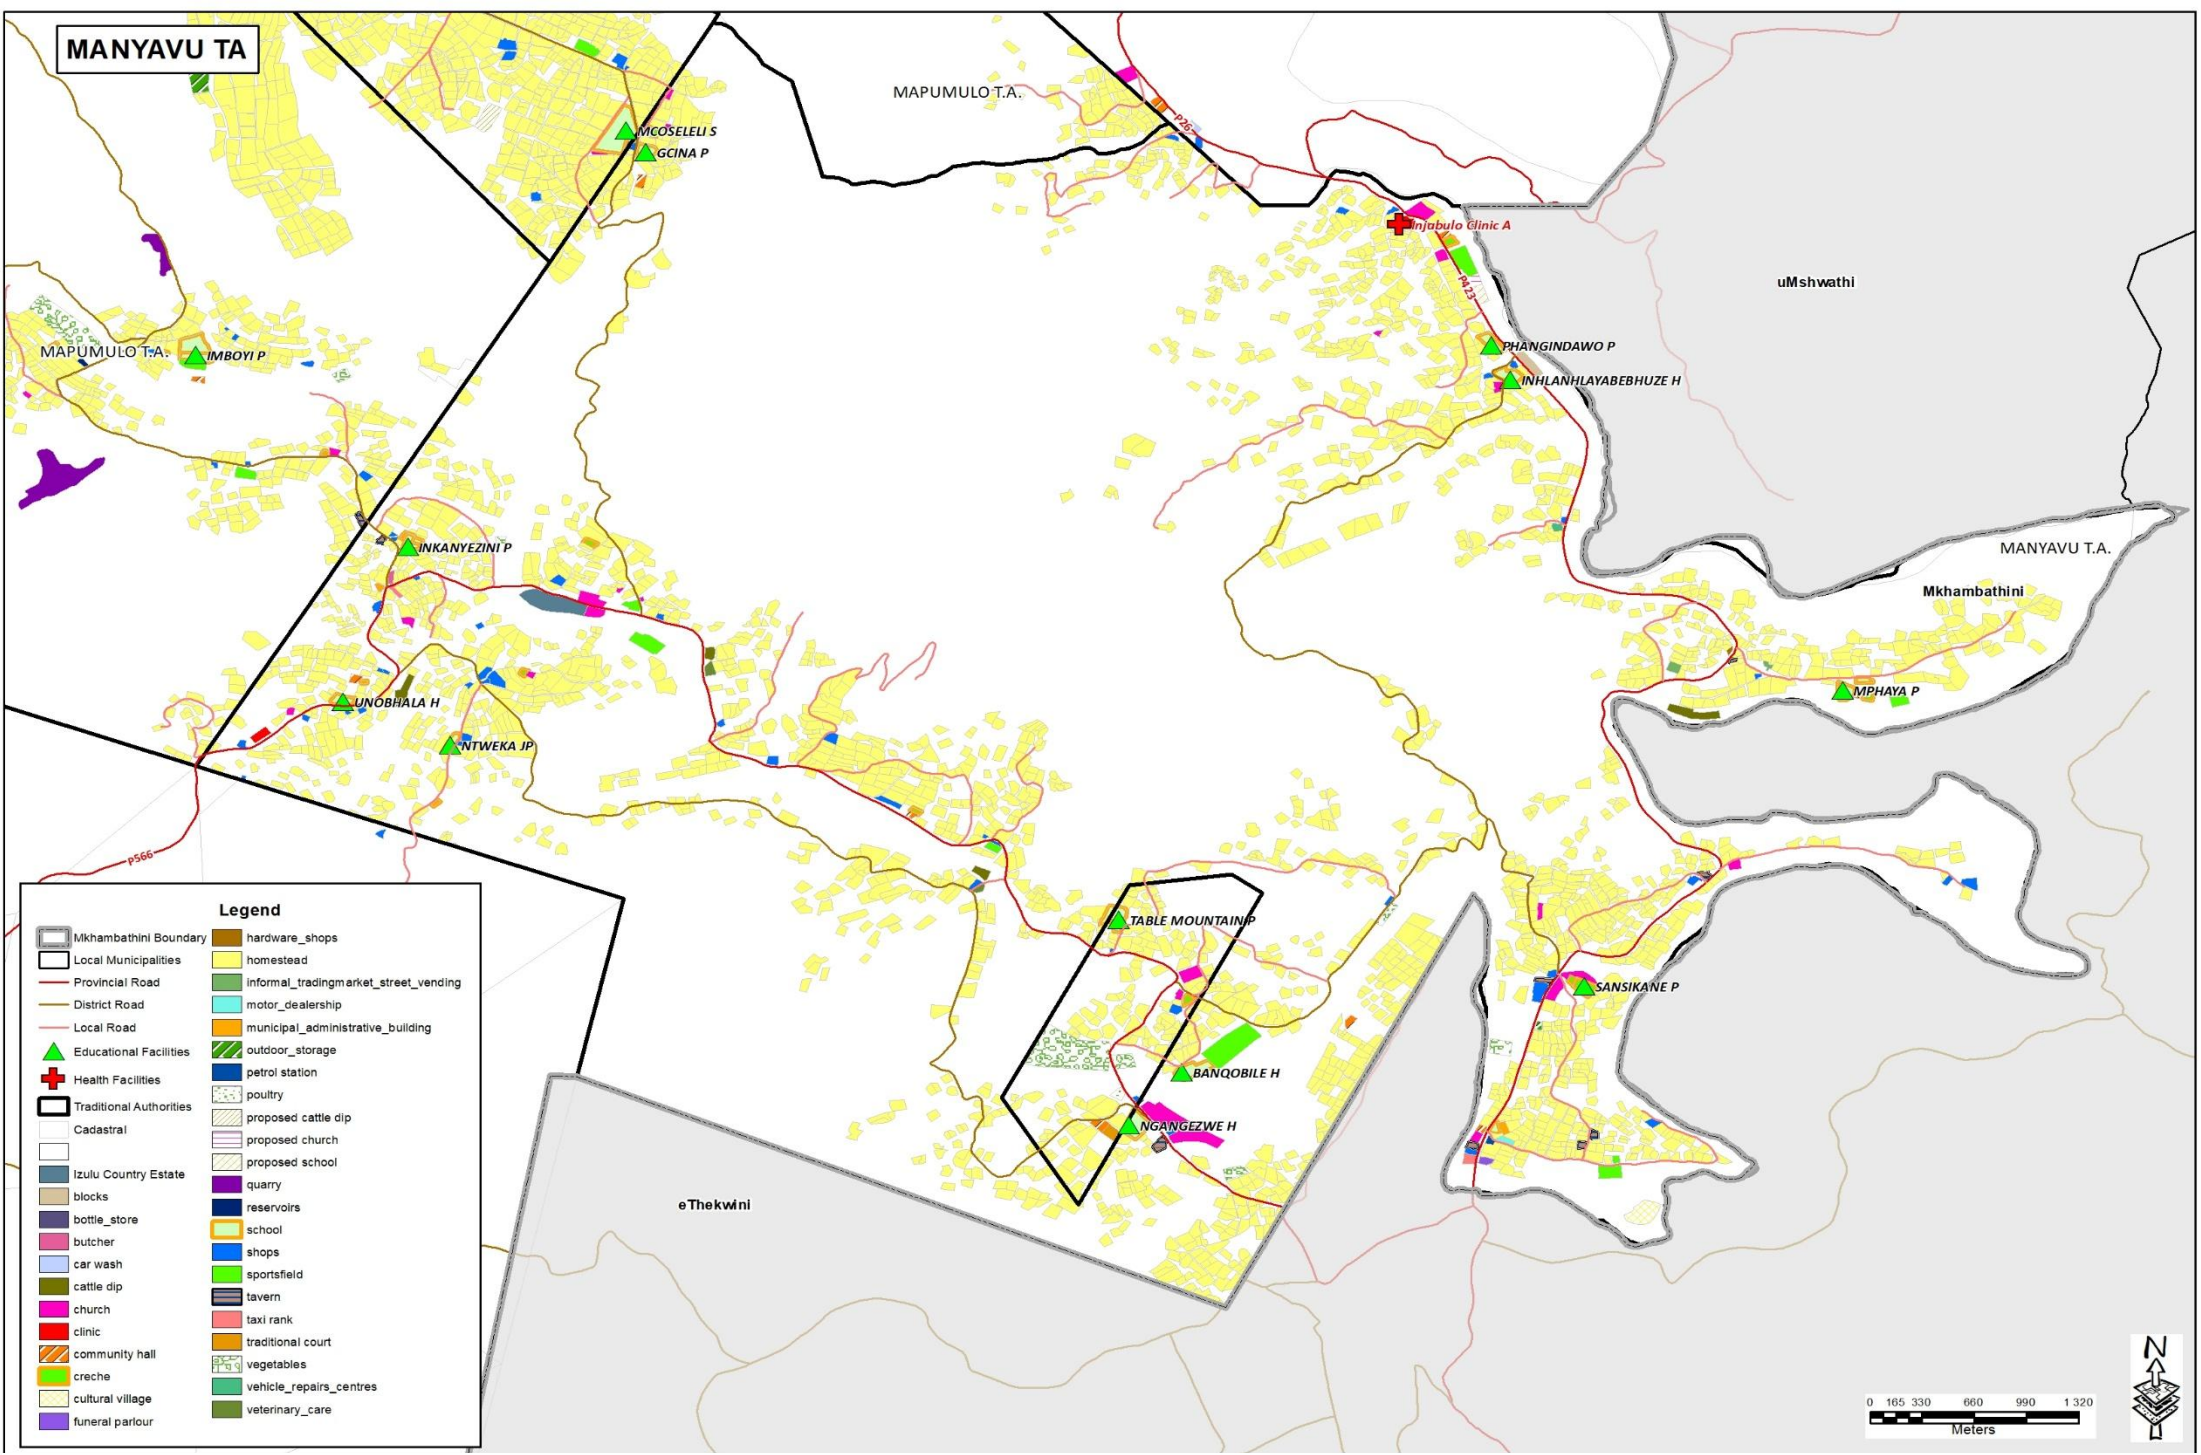 MANYAVU TA
MAPUMULO T.A.
MCOSELELI S
GCINA P
P267
Injabulo Clinic A
P423
uMshwathi
MAPUMULO T.A.
IMBOYI P
PHANGINDAWO P
INHLANHLAYABEBHUZE H
INKANYEZINI P
MANYAVU T.A.
Mkhambathini
MPHAYA P
UNOBHALA H
NTWEKA JP
P566
TABLE MOUNTAIN P
SANSIKANE P
BANQOBILE H
NGANGEZWE H
eThekwini
Legend
Mkhambathini Boundary
Local Municipalities
Provincial Road
District Road
Local Road
Educational Facilities
Health Facilities
Traditional Authorities
Cadastral
Izulu Country Estate
blocks
bottle_store
butcher
car wash
cattle dip
church
clinic
community hall
creche
cultural village
funeral parlour
hardware_shops
homestead
informal_tradingmarket_street_vending
motor_dealership
municipal_administrative_building
outdoor_storage
petrol station
poultry
proposed cattle dip
proposed church
proposed school
quarry
reservoirs
school
shops
sportsfield
tavern
taxi rank
traditional court
vegetables
vehicle_repairs_centres
veterinary_care
0 165 330 660 990 1 320
Meters
N